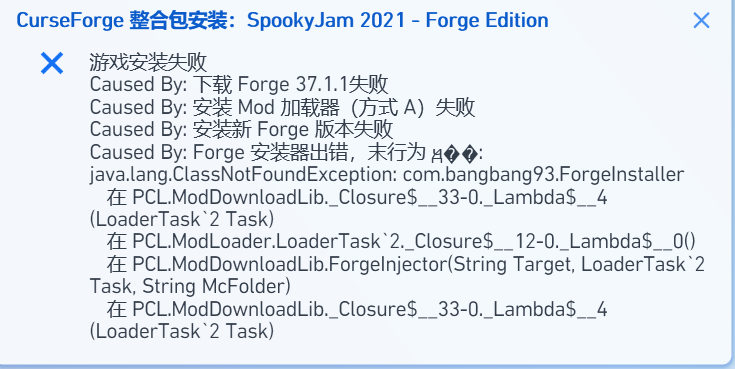 CurseForge 整合包安装：SpookyJam 2021 - Forge Edition
游戏安装失败
Caused By: 下载 Forge 37.1.1失败
Caused By: 安装 Mod 加载器（方式 A）失败
Caused By: 安装新 Forge 版本失败
Caused By: Forge 安装器出错，末行为 ��:
java.lang.ClassNotFoundException: com.bangbang93.ForgeInstaller
在 PCL.ModDownloadLib._Closure$__33-0._Lambda$__4
(LoaderTask`2 Task)
在 PCL.ModLoader.LoaderTask`2._Closure$__12-0._Lambda$__0()
在 PCL.ModDownloadLib.ForgeInjector(String Target, LoaderTask`2
Task, String McFolder)
在 PCL.ModDownloadLib._Closure$__33-0._Lambda$__4
(LoaderTask`2 Task)